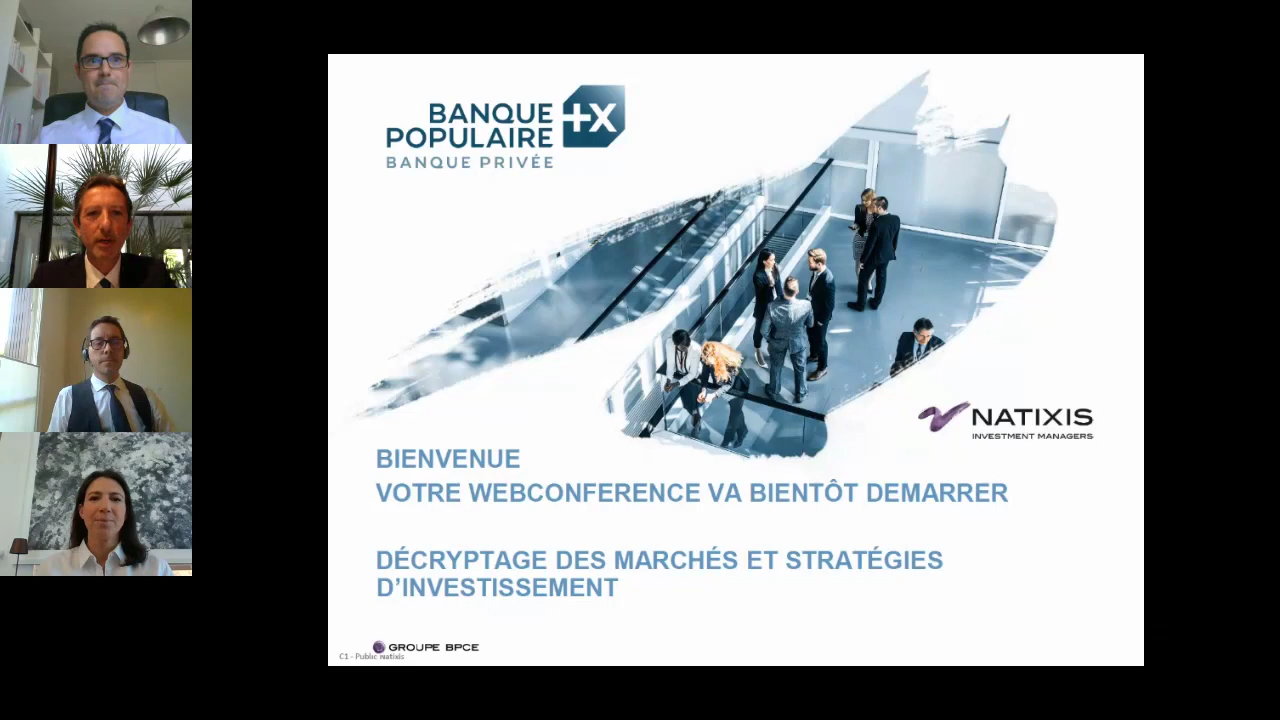 BANQUE
POPULAIRE
+X
BANQUE PRIVÉE
NATIXIS
INVESTMENT MANAGERS
BIENVENUE
VOTRE WEBCONFERENCE VA BIENTÔT DEMARRER
DÉCRYPTAGE DES MARCHÉS ET STRATÉGIES
D’INVESTISSEMENT
GROUPE BPCE
C1 - Public Natixis